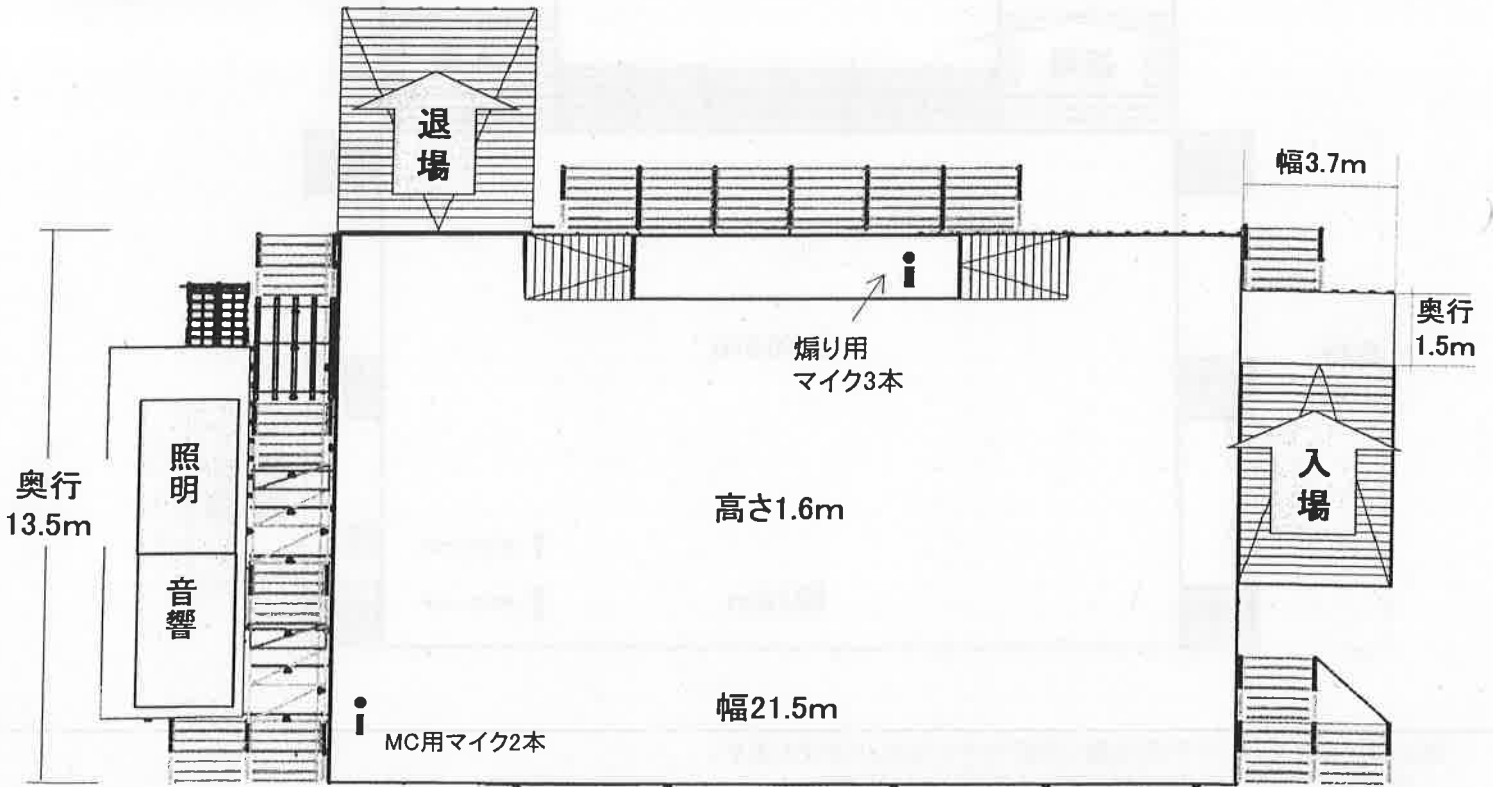 退場
幅3.7m
奥行
1.5m
煽り用
マイク3本
照明
奥行
13.5m
高さ1.6m
入場
音響
幅21.5m
MC用マイク2本